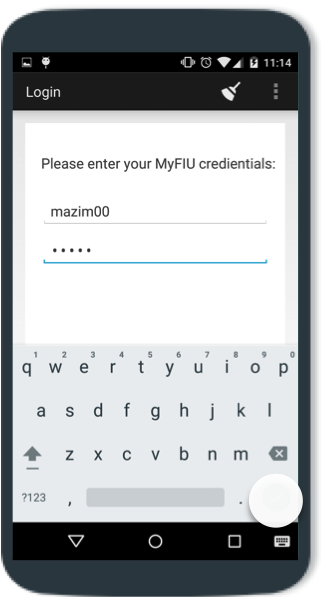 11:14
Login
Please enter your MyFIU credientials:
mazim00
•••••
1 2 3 4 5 6 7 8 9 0
q w e r t y u i o p
a s d f g h j k l
z x c v b n m
?123 , .